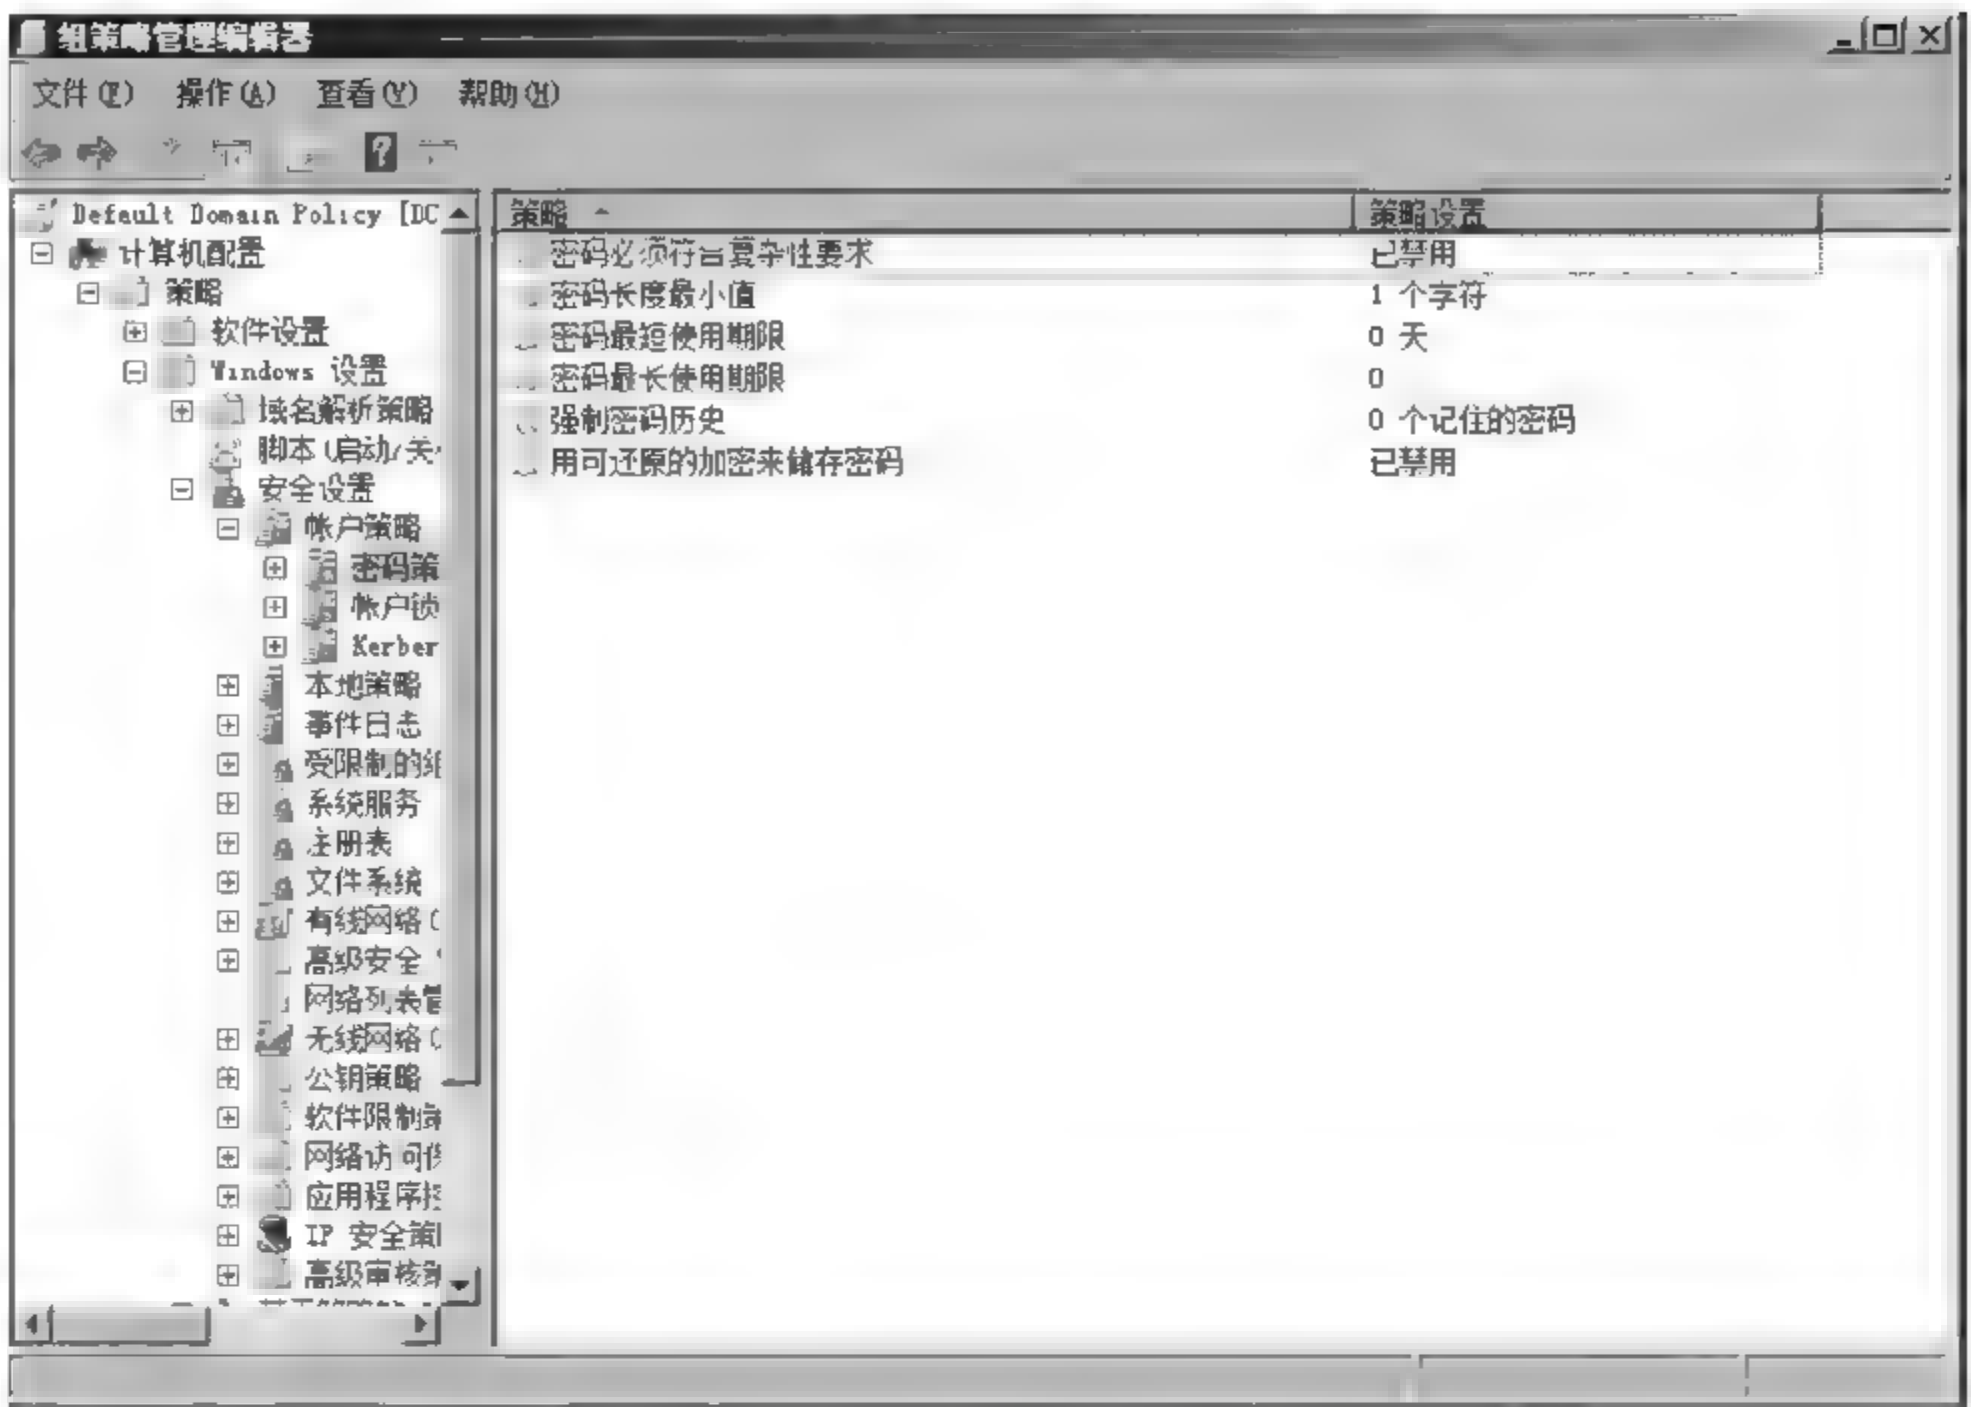 组策略管理编辑器
文件(F) 操作(A) 查看(V) 帮助(H)
Default Domain Policy [DC
计算机配置
策略
软件设置
Windows 设置
域名解析策略
脚本(启动/关
安全设置
帐户策略
密码策
帐户锁
Kerber
本地策略
事件日志
受限制的组
系统服务
注册表
文件系统
有线网络(
高级安全
网络列表管
无线网络(
公钥策略
软件限制策
网络访问保
应用程序控
IP 安全策略
高级审核策
策略 策略设置
密码必须符合复杂性要求 已禁用
密码长度最小值 1 个字符
密码最短使用期限 0 天
密码最长使用期限 0
强制密码历史 0 个记住的密码
用可还原的加密来储存密码 已禁用